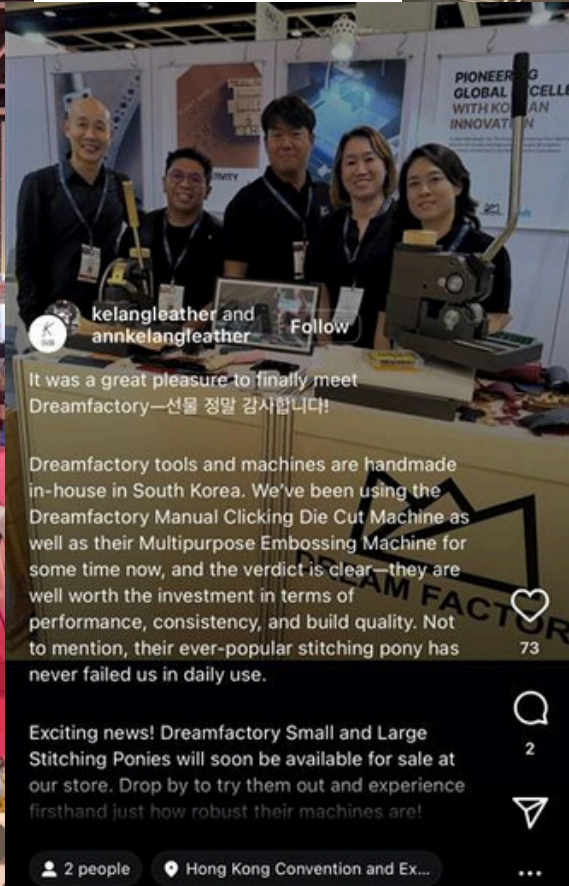 PIONEERING
GLOBAL EXCELLE
WITH KOREAN
INNOVATION
kelangleather and
annkelangleather
Follow
It was a great pleasure to finally meet
Dreamfactory—선물 정말 감사합니다!
Dreamfactory tools and machines are handmade
in-house in South Korea. We've been using the
Dreamfactory Manual Clicking Die Cut Machine as
well as their Multipurpose Embossing Machine for
some time now, and the verdict is clear—they are
well worth the investment in terms of
performance, consistency, and build quality. Not
to mention, their ever-popular stitching pony has
never failed us in daily use.
DREAM FACTOR
73
Exciting news! Dreamfactory Small and Large
Stitching Ponies will soon be available for sale at
our store. Drop by to try them out and experience
firsthand just how robust their machines are!
2
2 people
Hong Kong Convention and Ex...